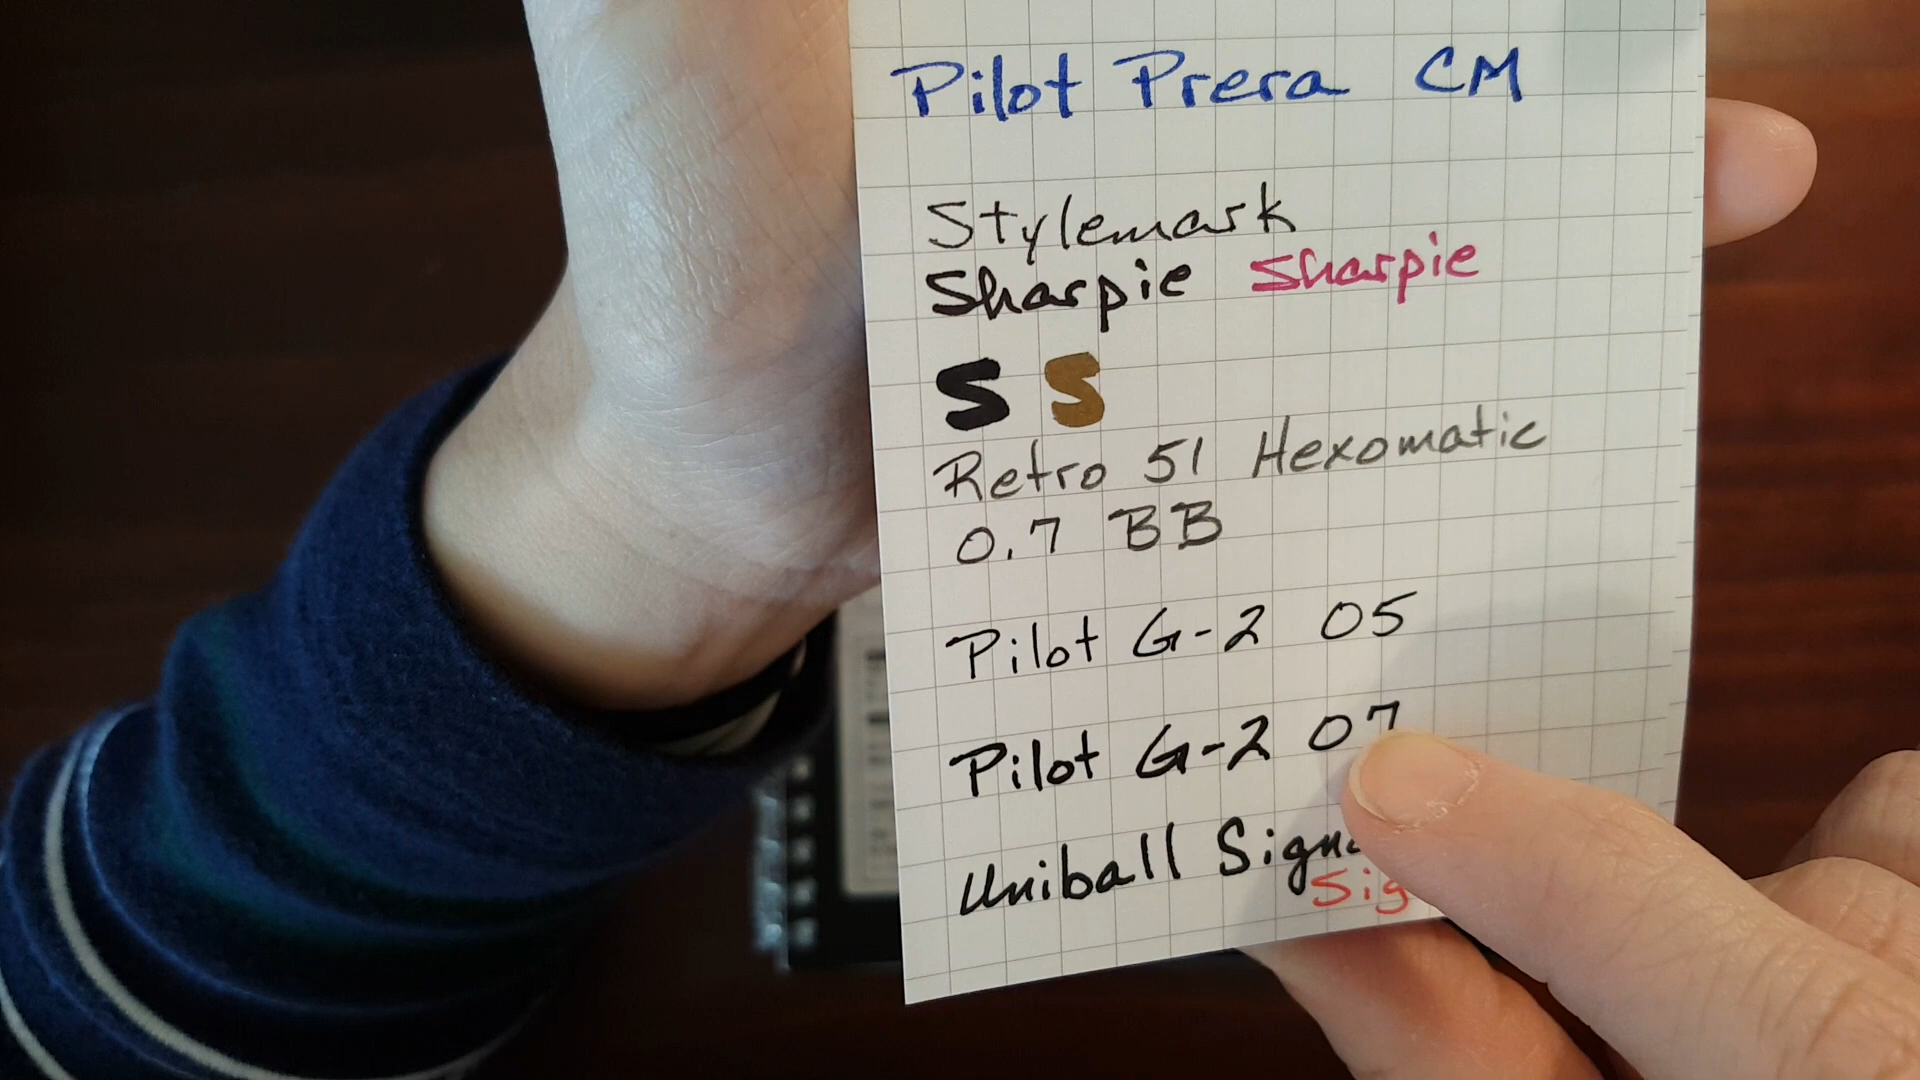 Pilot Prera CM
Stylemark
Sharpie Sharpie
S S
Retro 51 Hexomatic
0.7 BB
Pilot G-2 05
Pilot G-2 07
Uniball